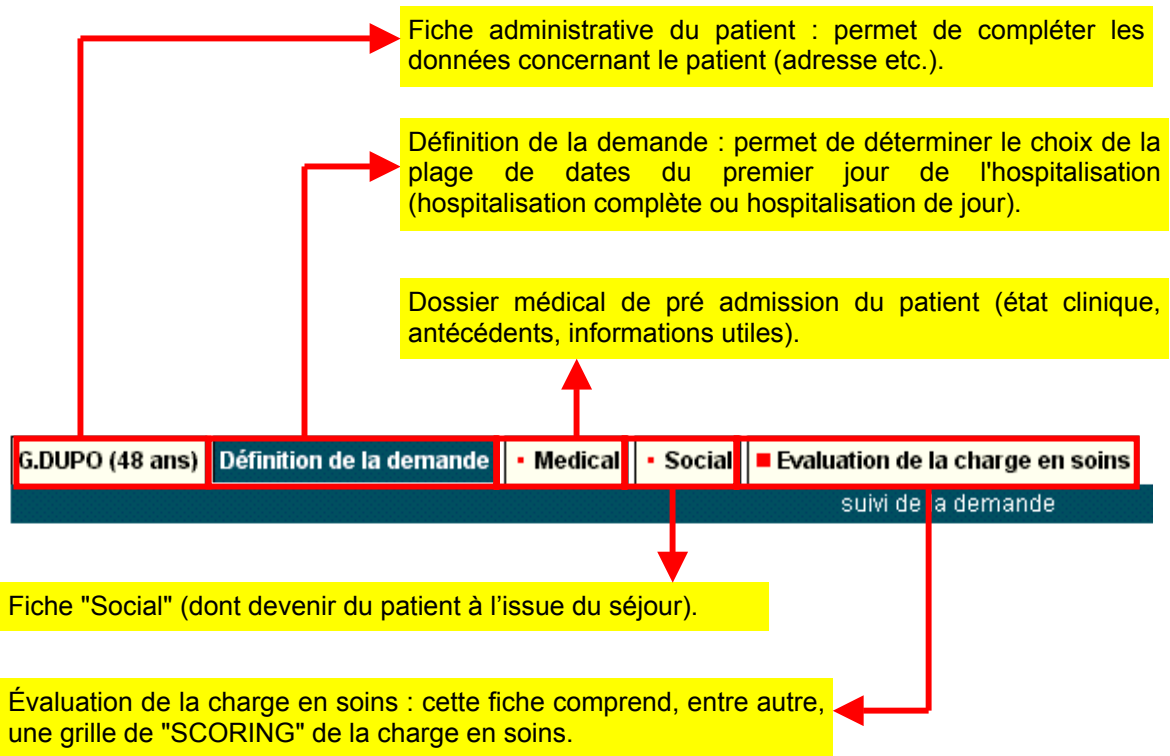 Fiche administrative du patient : permet de compléter les
données concernant le patient (adresse etc.).
Définition de la demande : permet de déterminer le choix de la
plage de dates du premier jour de l'hospitalisation
(hospitalisation complète ou hospitalisation de jour).
Dossier médical de pré admission du patient (état clinique,
antécédents, informations utiles).
G.DUPO (48 ans) Définition de la demande Medical Social Evaluation de la charge en soins
suivi de la demande
Fiche "Social" (dont devenir du patient à l’issue du séjour).
Évaluation de la charge en soins : cette fiche comprend, entre autre,
une grille de "SCORING" de la charge en soins.